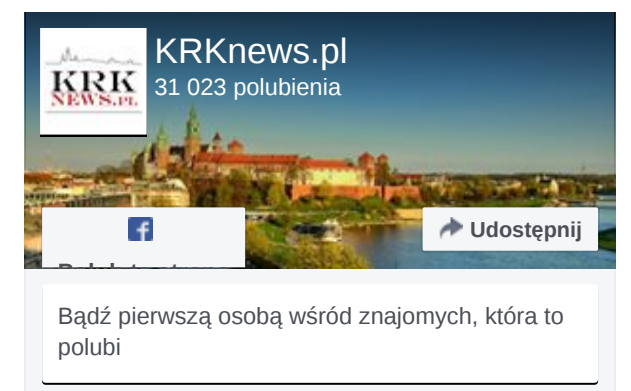 KRKnews.pl
31 023 polubienia
KRK
NEWS.PL
Udostępnij
Bądź pierwszą osobą wśród znajomych, która to
polubi